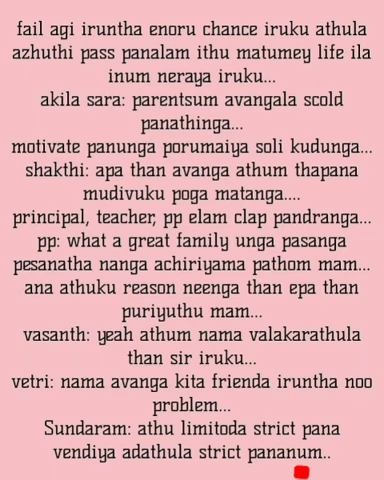 fail agi iruntha enoru chance iruku athula
azhuthi pass panalam ithu matumey life ila
inum neraya iruku...
akila sara: parentsum avangala scold
panathinga...
motivate panunga porumaiya soli kudunga...
shakthi: apa than avanga athum thapana
mudivuku poga matanga....
principal, teacher, pp elam clap pandranga...
pp: what a great family unga pasanga
pesanatha nanga achiriyama pathom mam...
ana athuku reason neenga than epa than
puriyuthu mam...
vasanth: yeah athum nama valakarathula
than sir iruku...
vetri: nama avanga kita frienda iruntha noo
problem...
Sundaram: athu limitoda strict pana
vendiya adathula strict pananum..